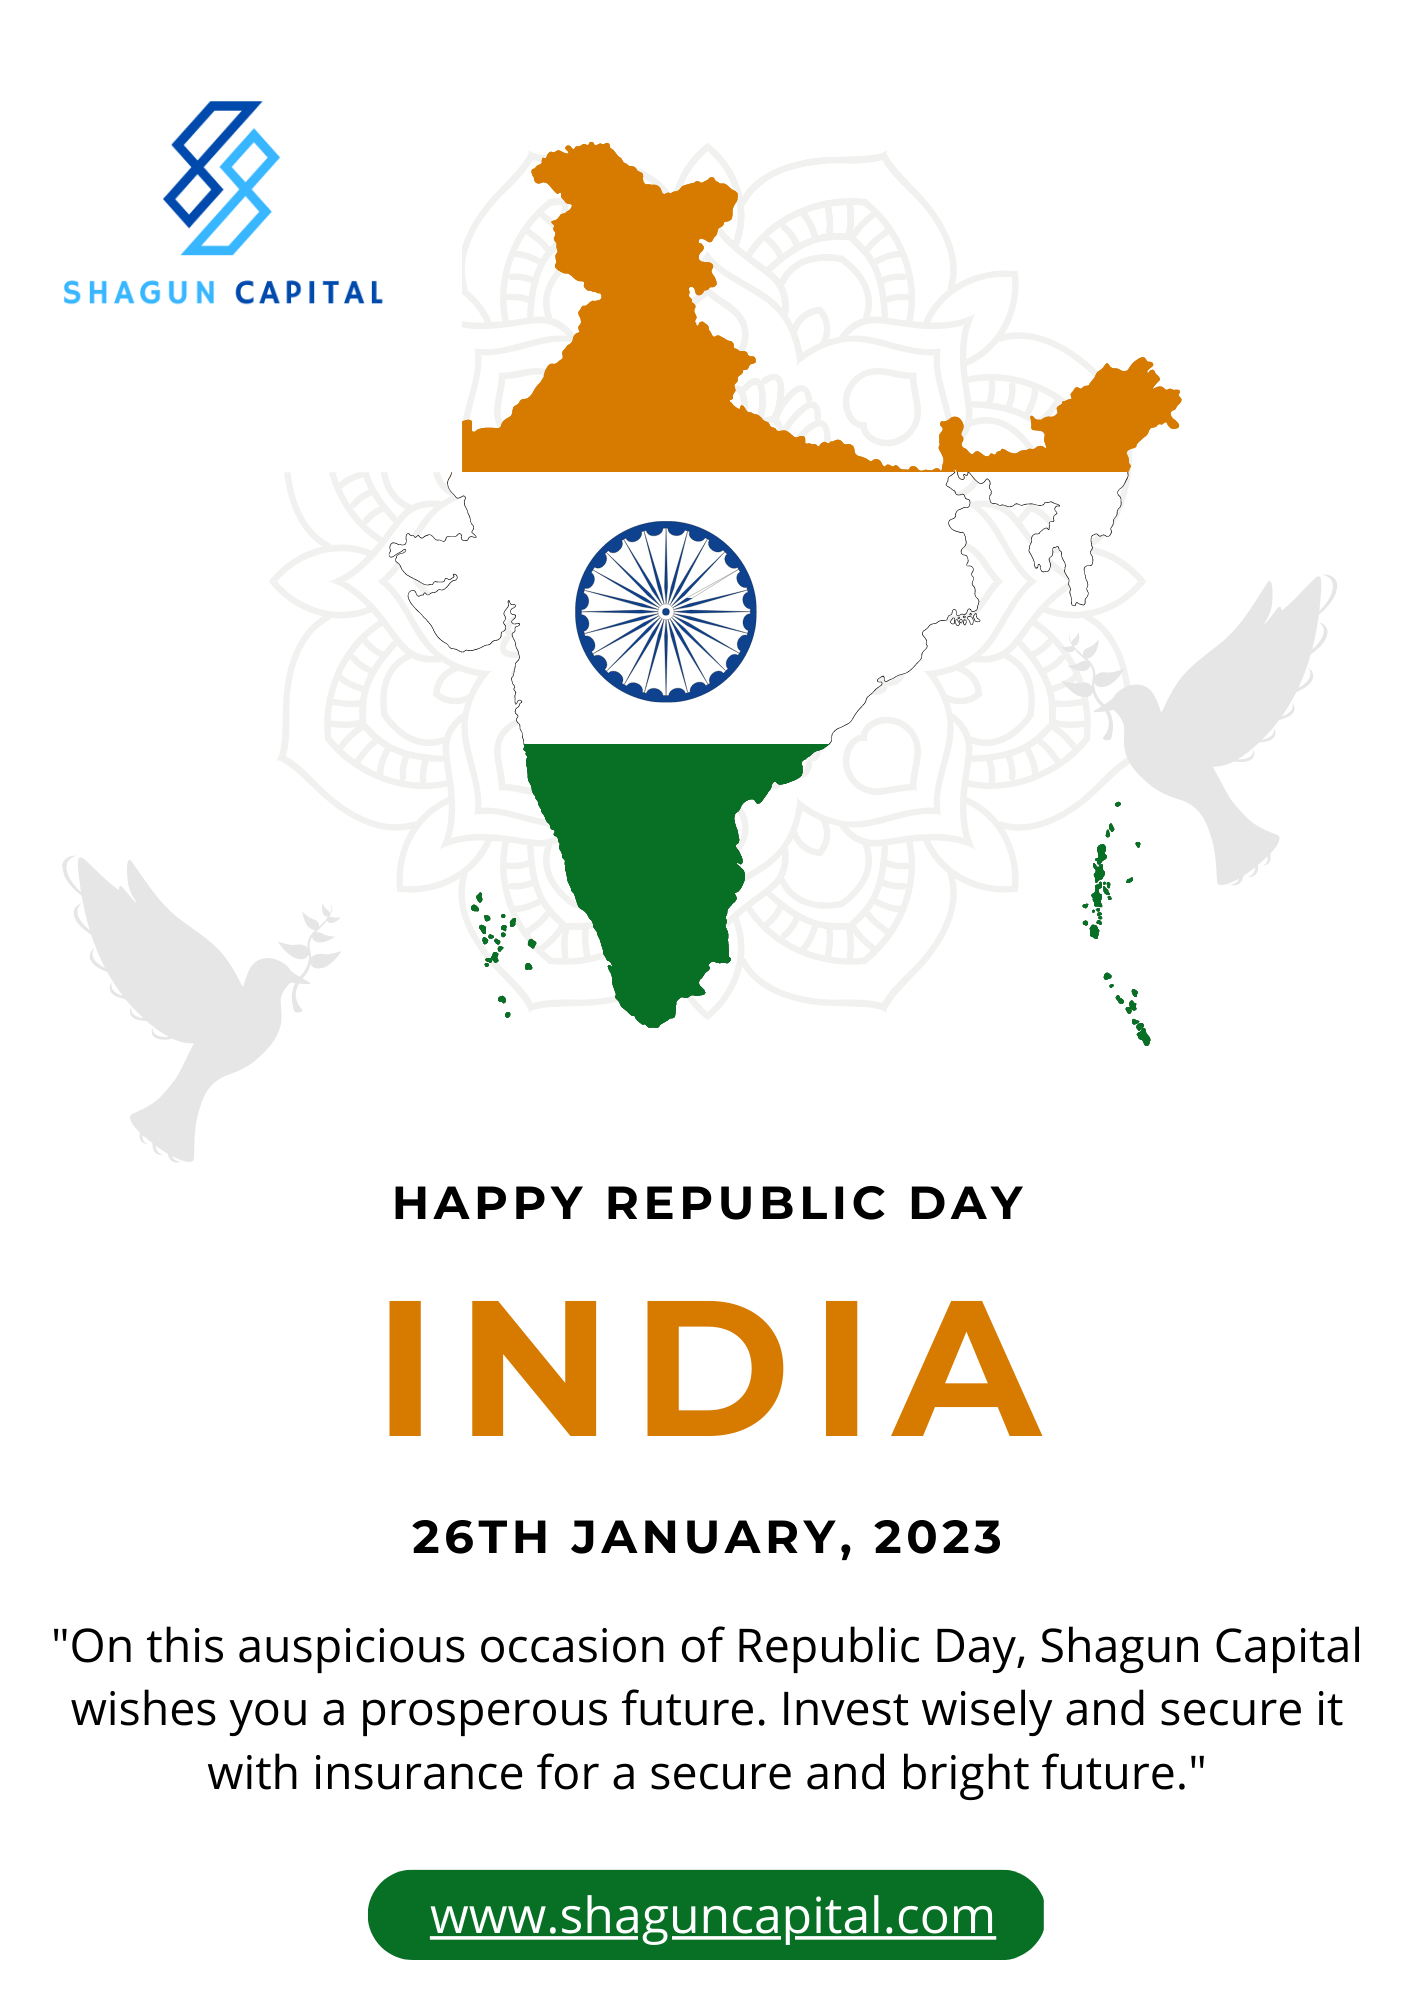 SHAGUN CAPITAL
HAPPY REPUBLIC DAY
INDIA
26TH JANUARY, 2023
"On this auspicious occasion of Republic Day, Shagun Capital
wishes you a prosperous future. Invest wisely and secure it
with insurance for a secure and bright future."
www.shaguncapital.com